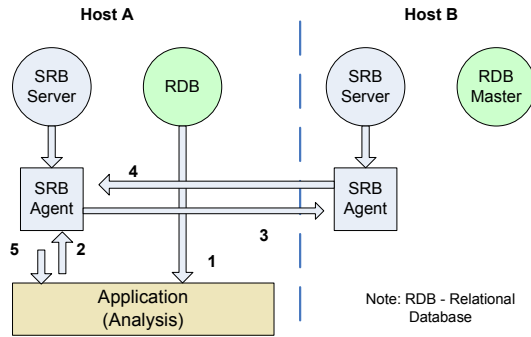 Host A
Host B
SRB
Server
RDB
SRB
Server
RDB
Master
SRB
Agent
4
SRB
Agent
3
5
2
1
Application
(Analysis)
Note: RDB - Relational
Database